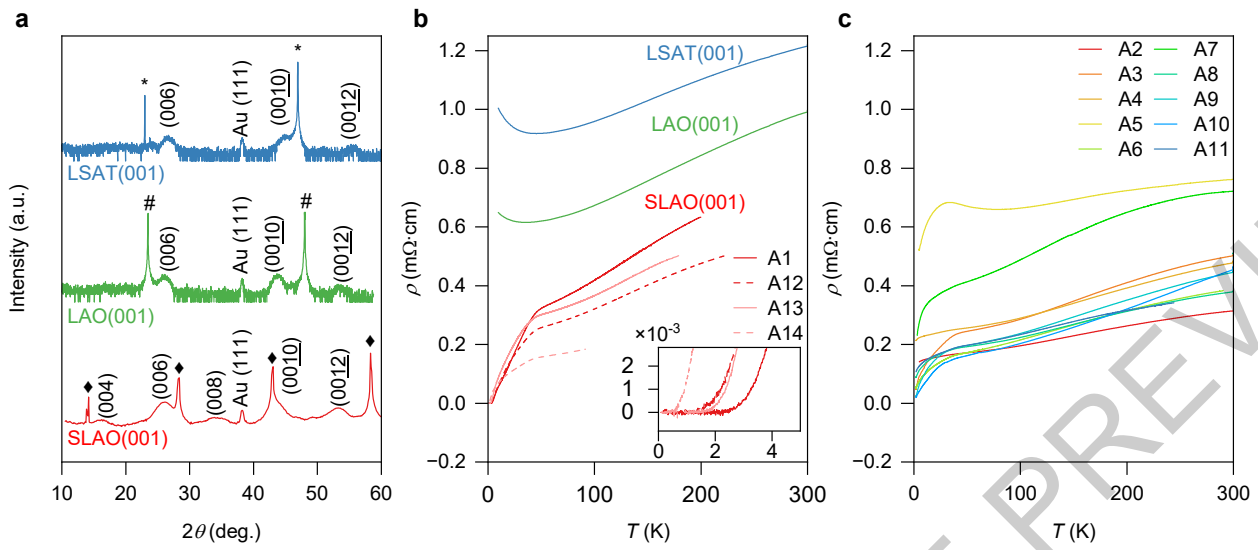 a
Intensity (a.u.)
*
*
(006)
Au (111)
(0010)
(0012)
LSAT(001)
#
#
(006)
Au (111)
(0010)
(0012)
LAO(001)
♦
♦
♦
♦
(004)
(006)
(008)
Au (111)
(0010)
(0012)
SLAO(001)
10
20
30
40
50
60
2θ (deg.)
b
ρ (mΩ·cm)
1.2
1.0
0.8
0.6
0.4
0.2
0.0
−0.2
LSAT(001)
LAO(001)
SLAO(001)
A1
A12
A13
A14
×10⁻³
2
1
0
0
2
4
0
100
200
300
T (K)
c
ρ (mΩ·cm)
1.2
1.0
0.8
0.6
0.4
0.2
0.0
−0.2
A2 A7
A3 A8
A4 A9
A5 A10
A6 A11
0
100
200
300
T (K)